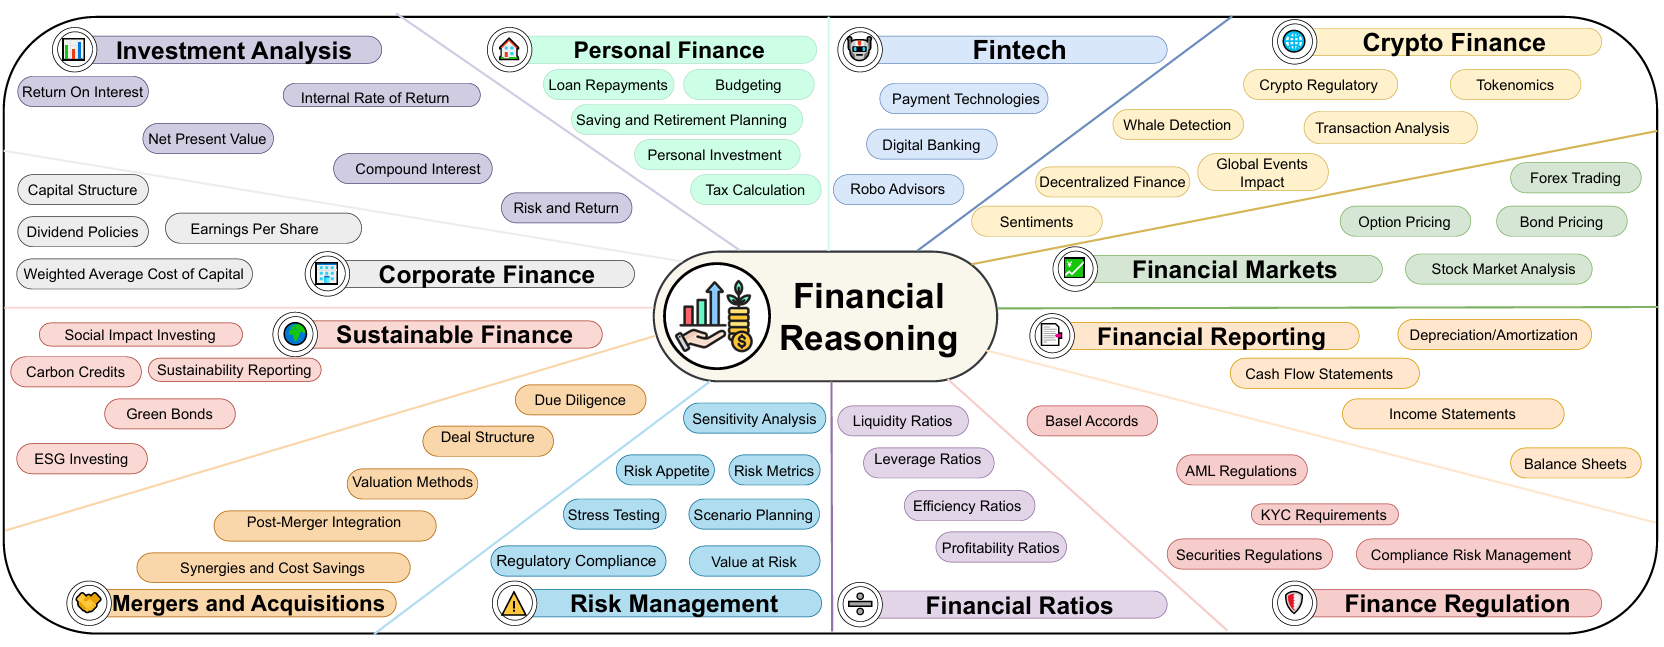 Investment Analysis
Return On Interest
Internal Rate of Return
Net Present Value
Compound Interest
Risk and Return
Personal Finance
Loan Repayments
Budgeting
Saving and Retirement Planning
Personal Investment
Tax Calculation
Fintech
Payment Technologies
Digital Banking
Robo Advisors
Crypto Finance
Crypto Regulatory
Tokenomics
Whale Detection
Transaction Analysis
Global Events
Impact
Decentralized Finance
Sentiments
Capital Structure
Dividend Policies
Earnings Per Share
Weighted Average Cost of Capital
Corporate Finance
Financial
Reasoning
Forex Trading
Option Pricing
Bond Pricing
Financial Markets
Stock Market Analysis
Social Impact Investing
Sustainable Finance
Carbon Credits
Sustainability Reporting
Green Bonds
ESG Investing
Financial Reporting
Depreciation/Amortization
Cash Flow Statements
Income Statements
Balance Sheets
Due Diligence
Deal Structure
Valuation Methods
Post-Merger Integration
Synergies and Cost Savings
Mergers and Acquisitions
Sensitivity Analysis
Risk Appetite
Risk Metrics
Stress Testing
Scenario Planning
Regulatory Compliance
Value at Risk
Risk Management
Liquidity Ratios
Leverage Ratios
Efficiency Ratios
Profitability Ratios
Financial Ratios
Basel Accords
AML Regulations
KYC Requirements
Securities Regulations
Compliance Risk Management
Finance Regulation